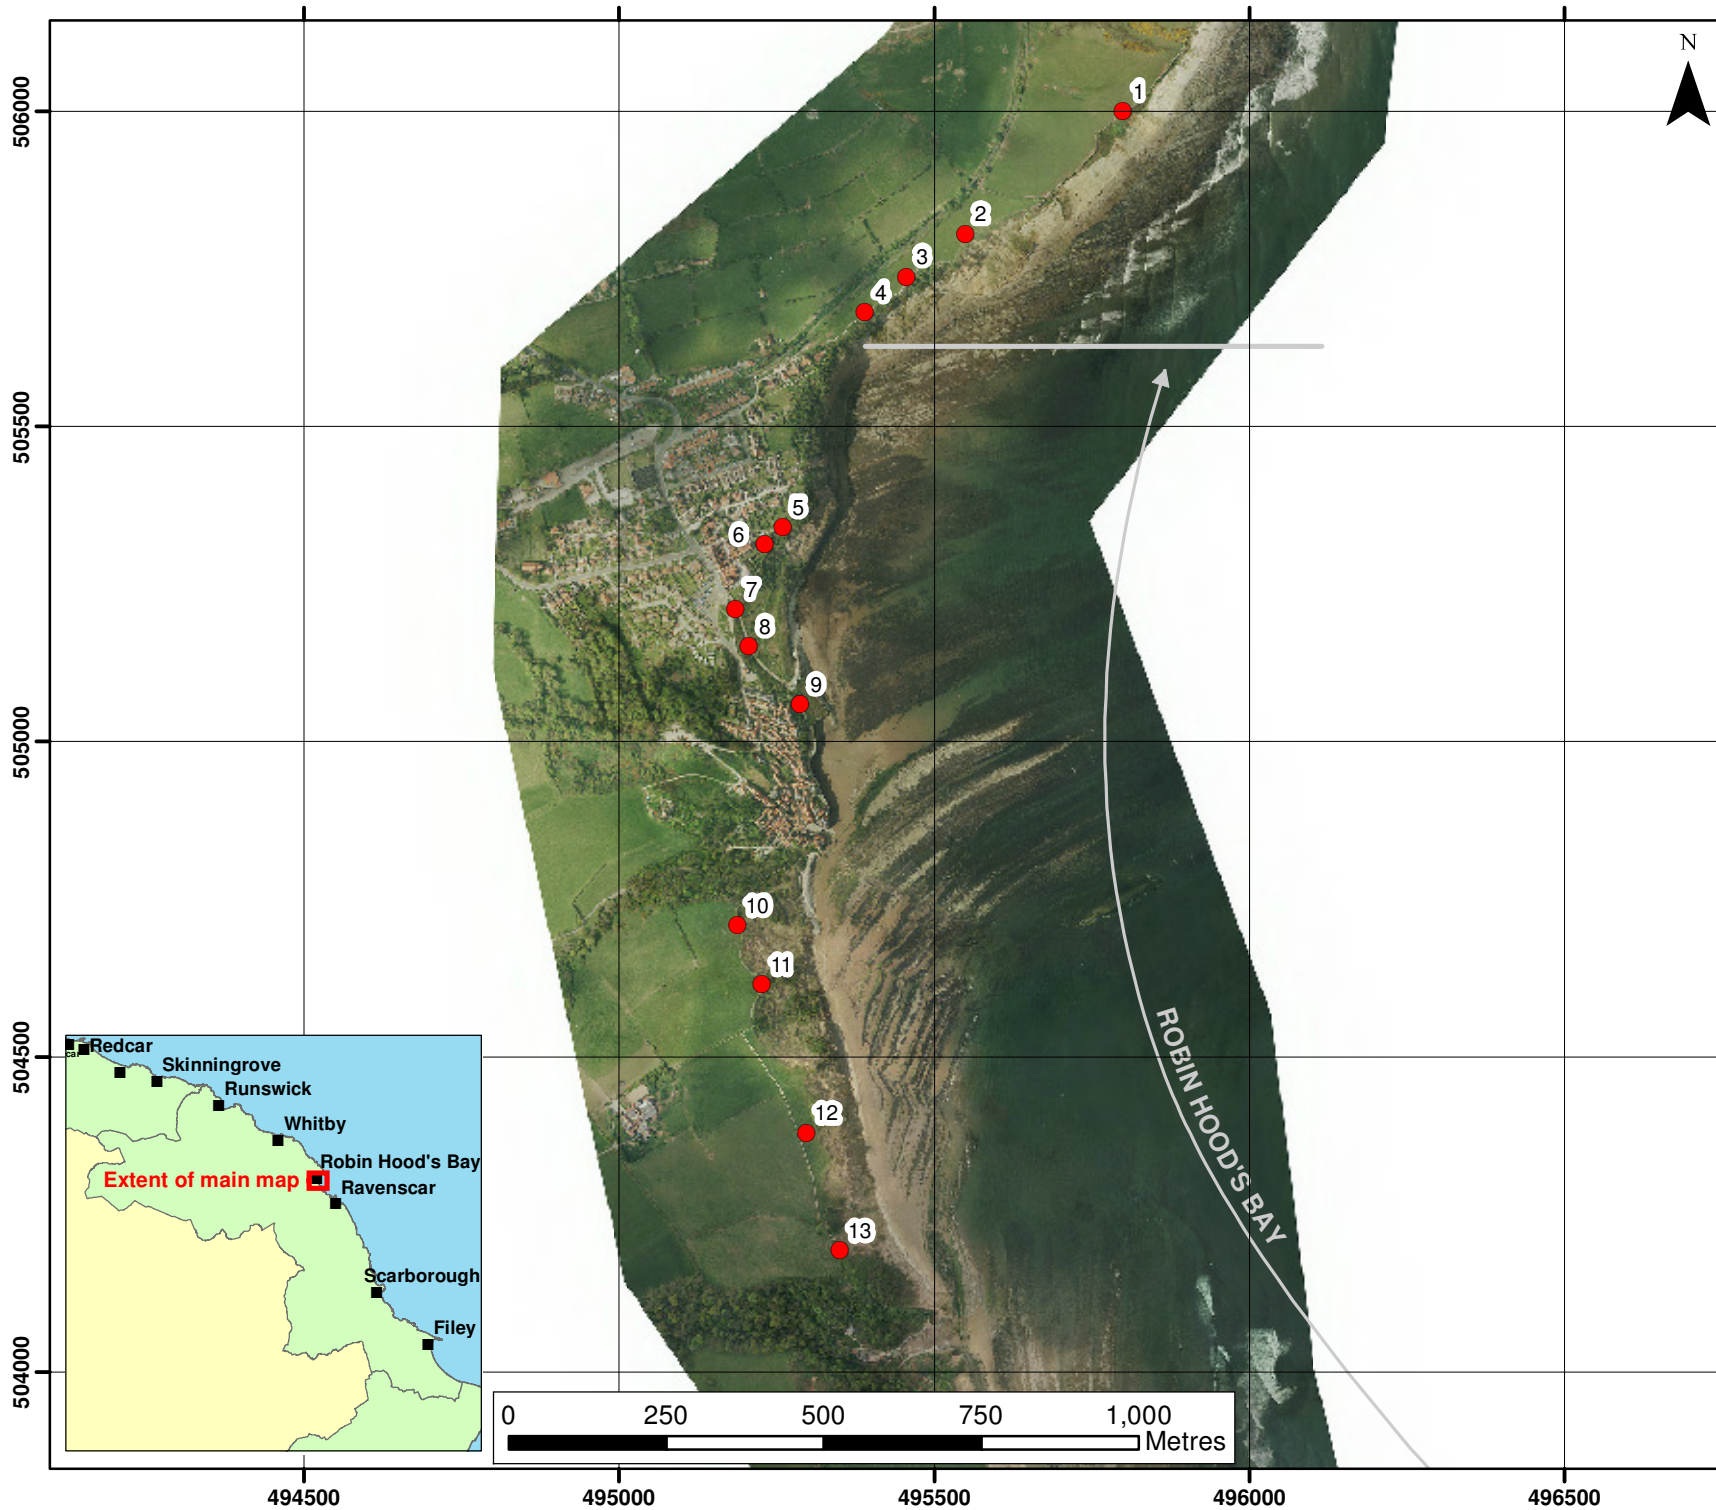 N
506000
505500
505000
504500
504000
1
2
3
4
5
6
7
8
9
10
11
12
13
ROBIN HOOD'S BAY
Redcar
car
Skinningrove
Runswick
Whitby
Robin Hood's Bay
Extent of main map
Ravenscar
Scarborough
Filey
0 250 500 750 1,000
Metres
494500 495000 495500 496000 496500